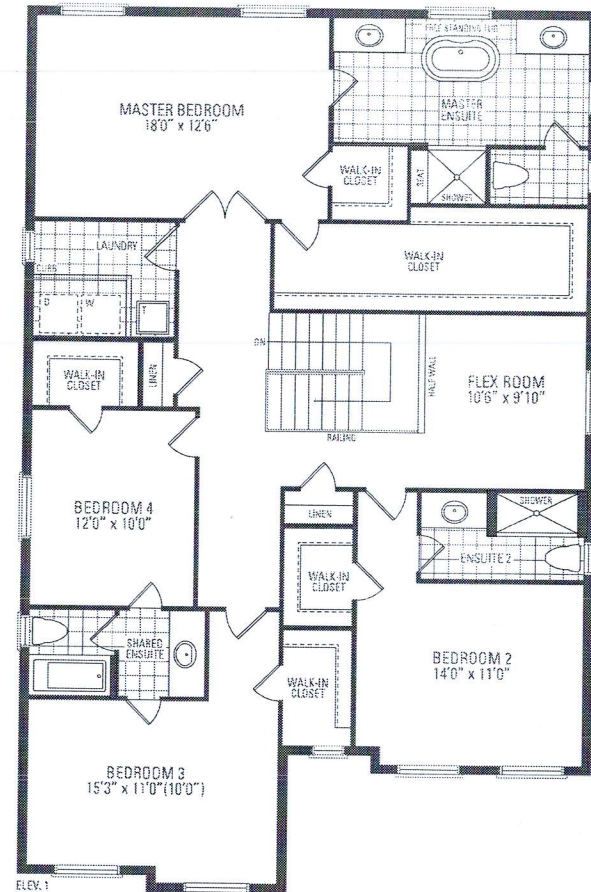 FREE STANDING TUB
MASTER BEDROOM
18'0" x 12'6"
MASTER
ENSUITE
WALK-IN
CLOSET
SEAT
SHOWER
LAUNDRY
WALK-IN
CLOSET
CURB
D
W
T
DN
WALK-IN
CLOSET
LINEN
HALF WALL
FLEX ROOM
10'6" x 9'10"
RAILING
BEDROOM 4
12'0" x 10'0"
LINEN
SHOWER
ENSUITE 2
WALK-IN
CLOSET
SHARED
ENSUITE
BEDROOM 2
14'0" x 11'0"
WALK-IN
CLOSET
BEDROOM 3
15'3" x 11'0"(10'0")
ELEV. 1